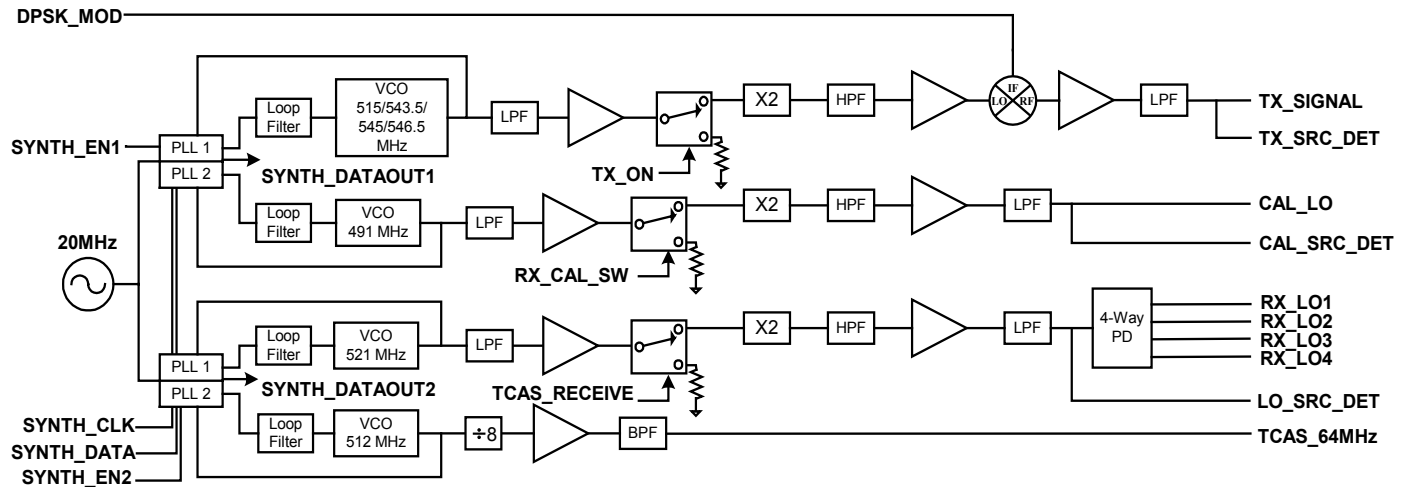 DPSK_MOD
VCO
515/543.5/
545/546.5
MHz
Loop
Filter
LPF
X2
HPF
IF
LO
RF
LPF
TX_SIGNAL
TX_SRC_DET
SYNTH_EN1
PLL 1
PLL 2
SYNTH_DATAOUT1
TX_ON
Loop
Filter
VCO
491 MHz
LPF
X2
HPF
LPF
CAL_LO
CAL_SRC_DET
RX_CAL_SW
20MHz
Loop
Filter
VCO
521 MHz
LPF
X2
HPF
LPF
4-Way
PD
RX_LO1
RX_LO2
RX_LO3
RX_LO4
PLL 1
PLL 2
SYNTH_DATAOUT2
TCAS_RECEIVE
LO_SRC_DET
SYNTH_CLK
SYNTH_DATA
SYNTH_EN2
Loop
Filter
VCO
512 MHz
÷8
BPF
TCAS_64MHz